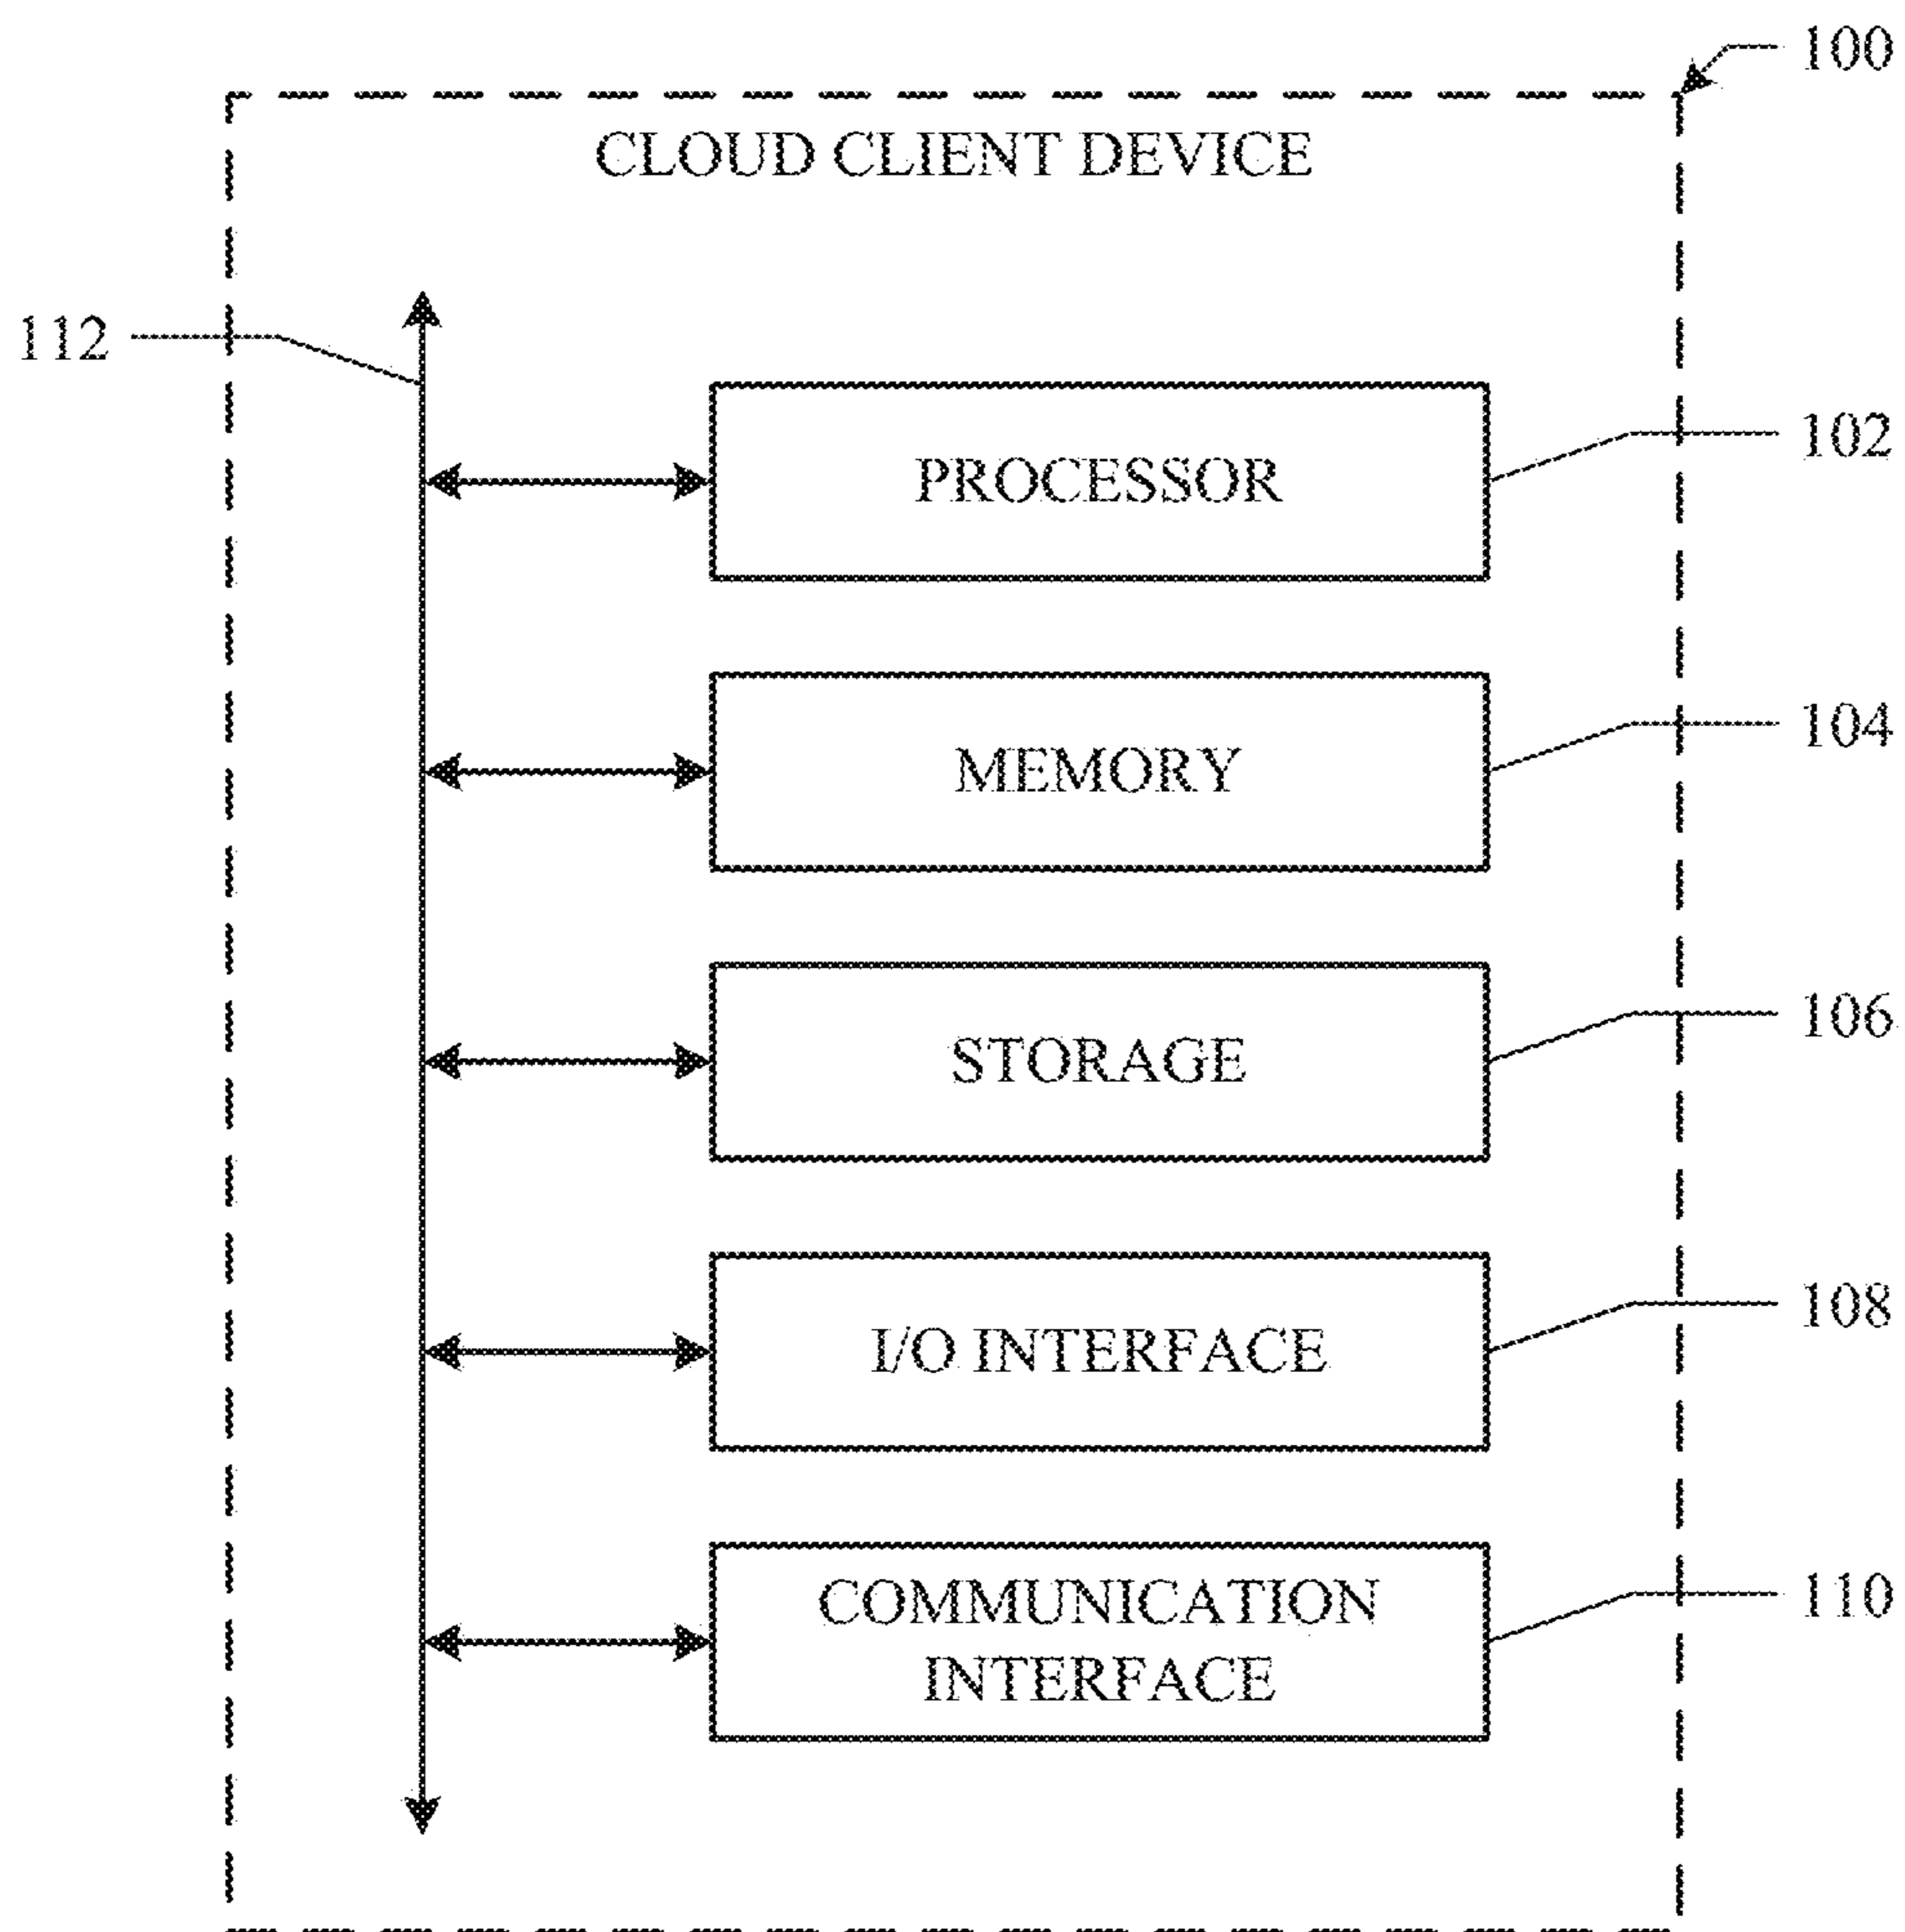 100
CLOUD CLIENT DEVICE
112
102
PROCESSOR
104
MEMORY
106
STORAGE
108
I/O INTERFACE
110
COMMUNICATION
INTERFACE